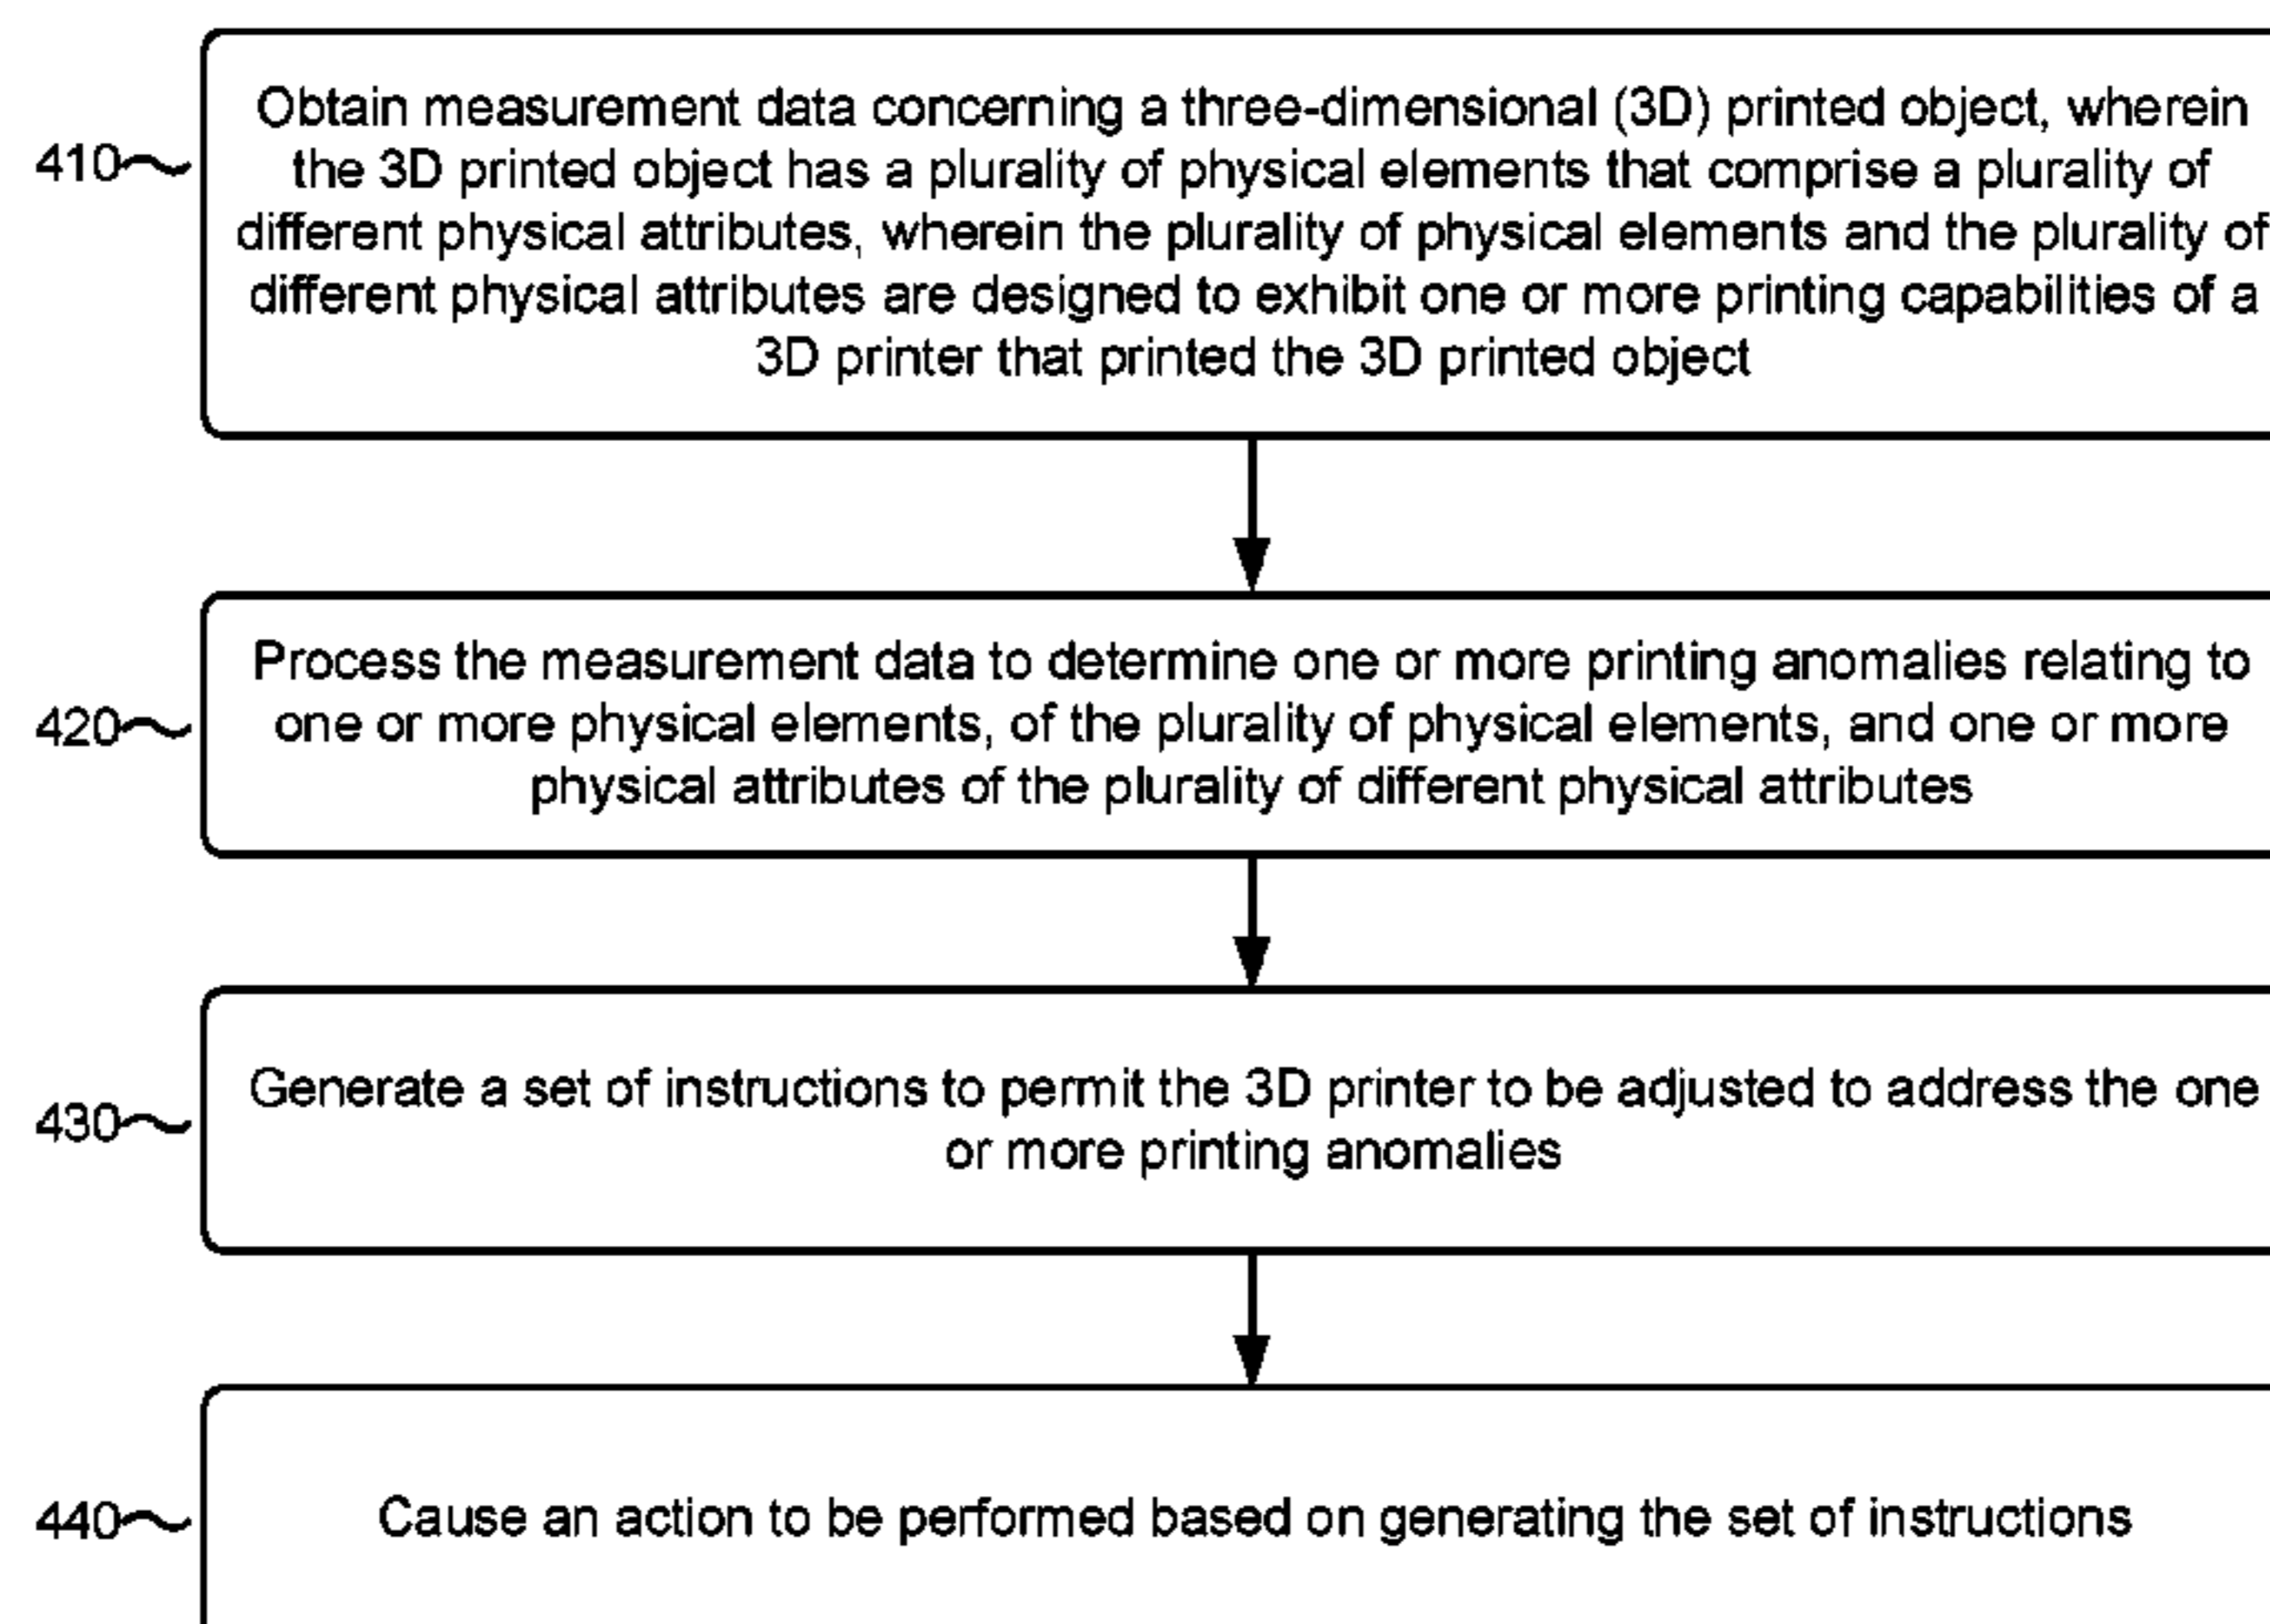 Obtain measurement data concerning a three-dimensional (3D) printed object, wherein
410
the 3D printed object has a plurality of physical elements that comprise a plurality of
different physical attributes, wherein the plurality of physical elements and the plurality of
different physical attributes are designed to exhibit one or more printing capabilities of a
3D printer that printed the 3D printed object
Process the measurement data to determine one or more printing anomalies relating to
420
one or more physical elements, of the plurality of physical elements, and one or more
physical attributes of the plurality of different physical attributes
Generate a set of instructions to permit the 3D printer to be adjusted to address the one
430
or more printing anomalies
440
Cause an action to be performed based on generating the set of instructions